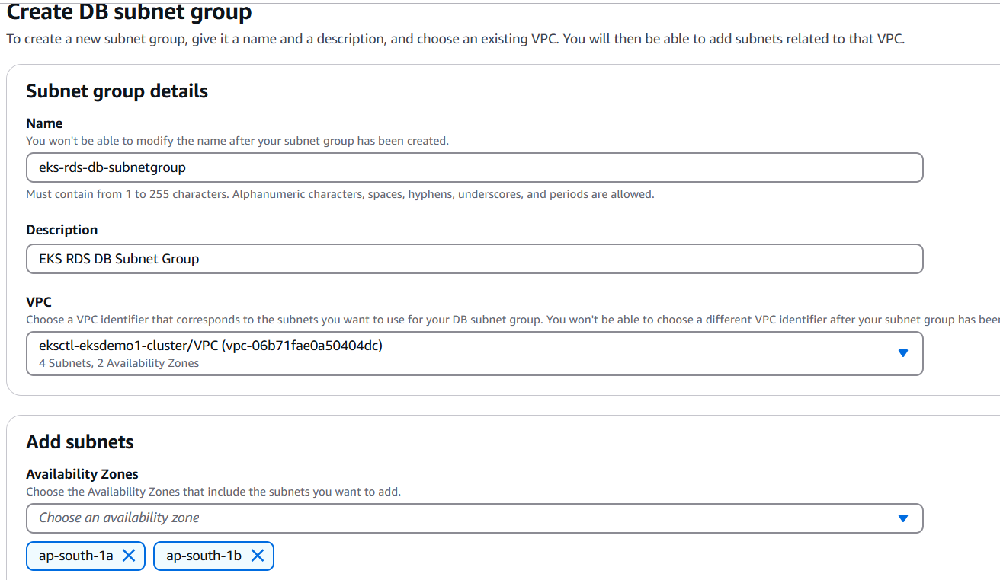 Create DB subnet group
To create a new subnet group, give it a name and a description, and choose an existing VPC. You will then be able to add subnets related to that VPC.
Subnet group details
Name
You won't be able to modify the name after your subnet group has been created.
eks-rds-db-subnetgroup
Must contain from 1 to 255 characters. Alphanumeric characters, spaces, hyphens, underscores, and periods are allowed.
Description
EKS RDS DB Subnet Group
VPC
Choose a VPC identifier that corresponds to the subnets you want to use for your DB subnet group. You won't be able to choose a different VPC identifier after your subnet group has been
eksctl-eksdemo1-cluster/VPC (vpc-06b71fae0a50404dc)
4 Subnets, 2 Availability Zones
Add subnets
Availability Zones
Choose the Availability Zones that include the subnets you want to add.
Choose an availability zone
ap-south-1a ap-south-1b